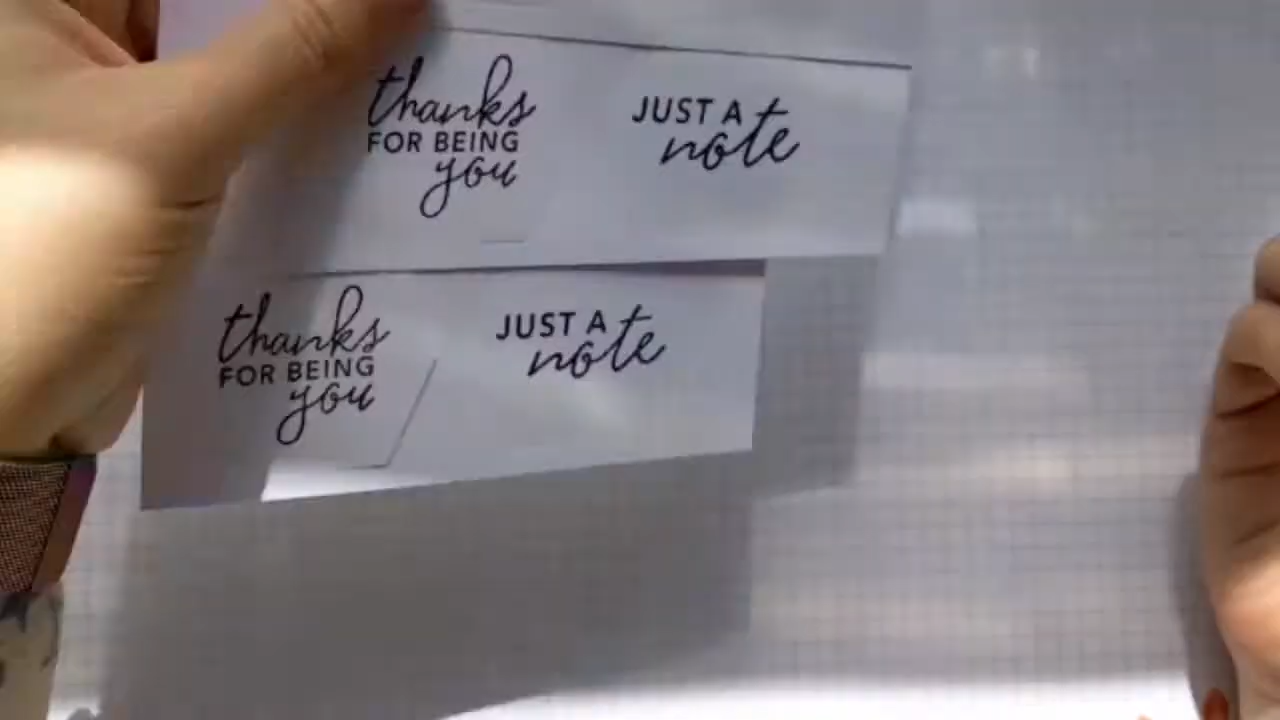 thanks
FOR BEING
you
JUST A
note
thanks
FOR BEING
you
JUST A
note